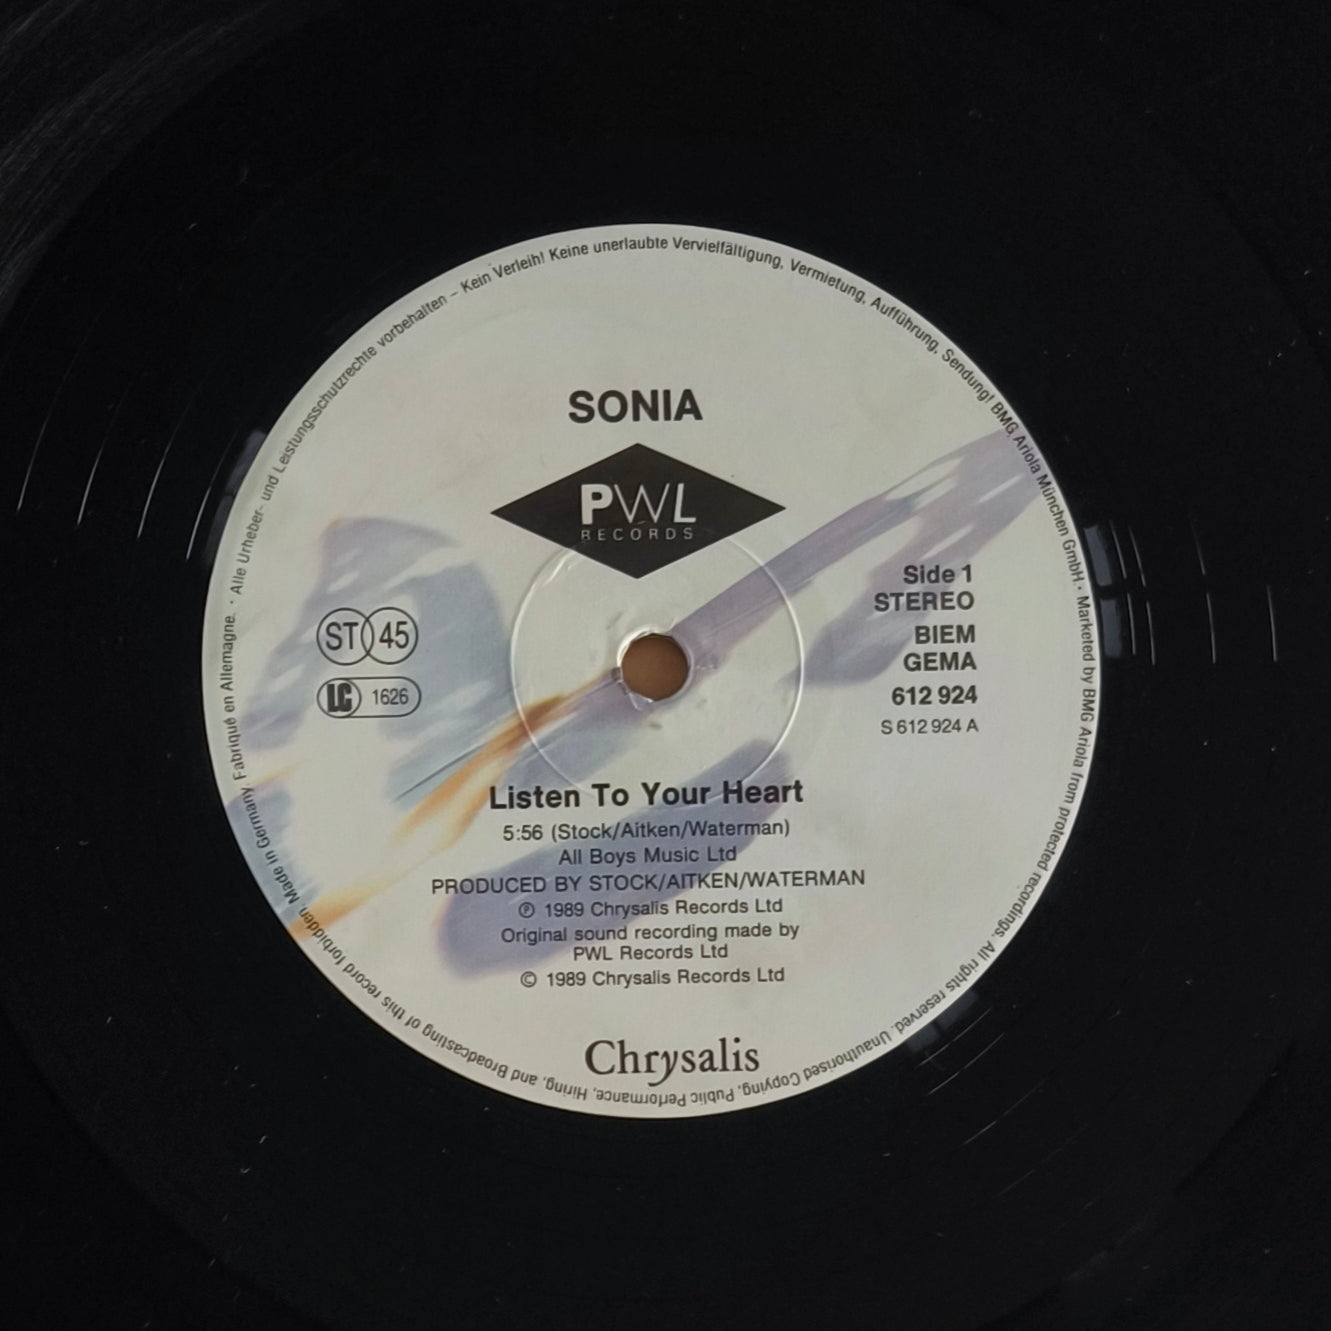 SONIA
PWL
RECORDS
Side 1
STEREO
BIEM
GEMA
612 924
S 612 924 A
ST 45
LC 1626
Listen To Your Heart
5:56 (Stock/Aitken/Waterman)
All Boys Music Ltd
PRODUCED BY STOCK/AITKEN/WATERMAN
℗ 1989 Chrysalis Records Ltd
Original sound recording made by
PWL Records Ltd
© 1989 Chrysalis Records Ltd
Chrysalis
· Alle Urheber- und Leistungsschutzrechte vorbehalten – Kein Verleih! Keine unerlaubte Vervielfältigung, Vermietung, Aufführung, Sendung! BMG Ariola München GmbH · Marketed by BMG Ariola from protected recordings. All rights reserved. Unauthorised Copying, Public Performance, Hiring, and Broadcasting of this record forbidden. Made in Germany. Fabriqué en Allemagne.